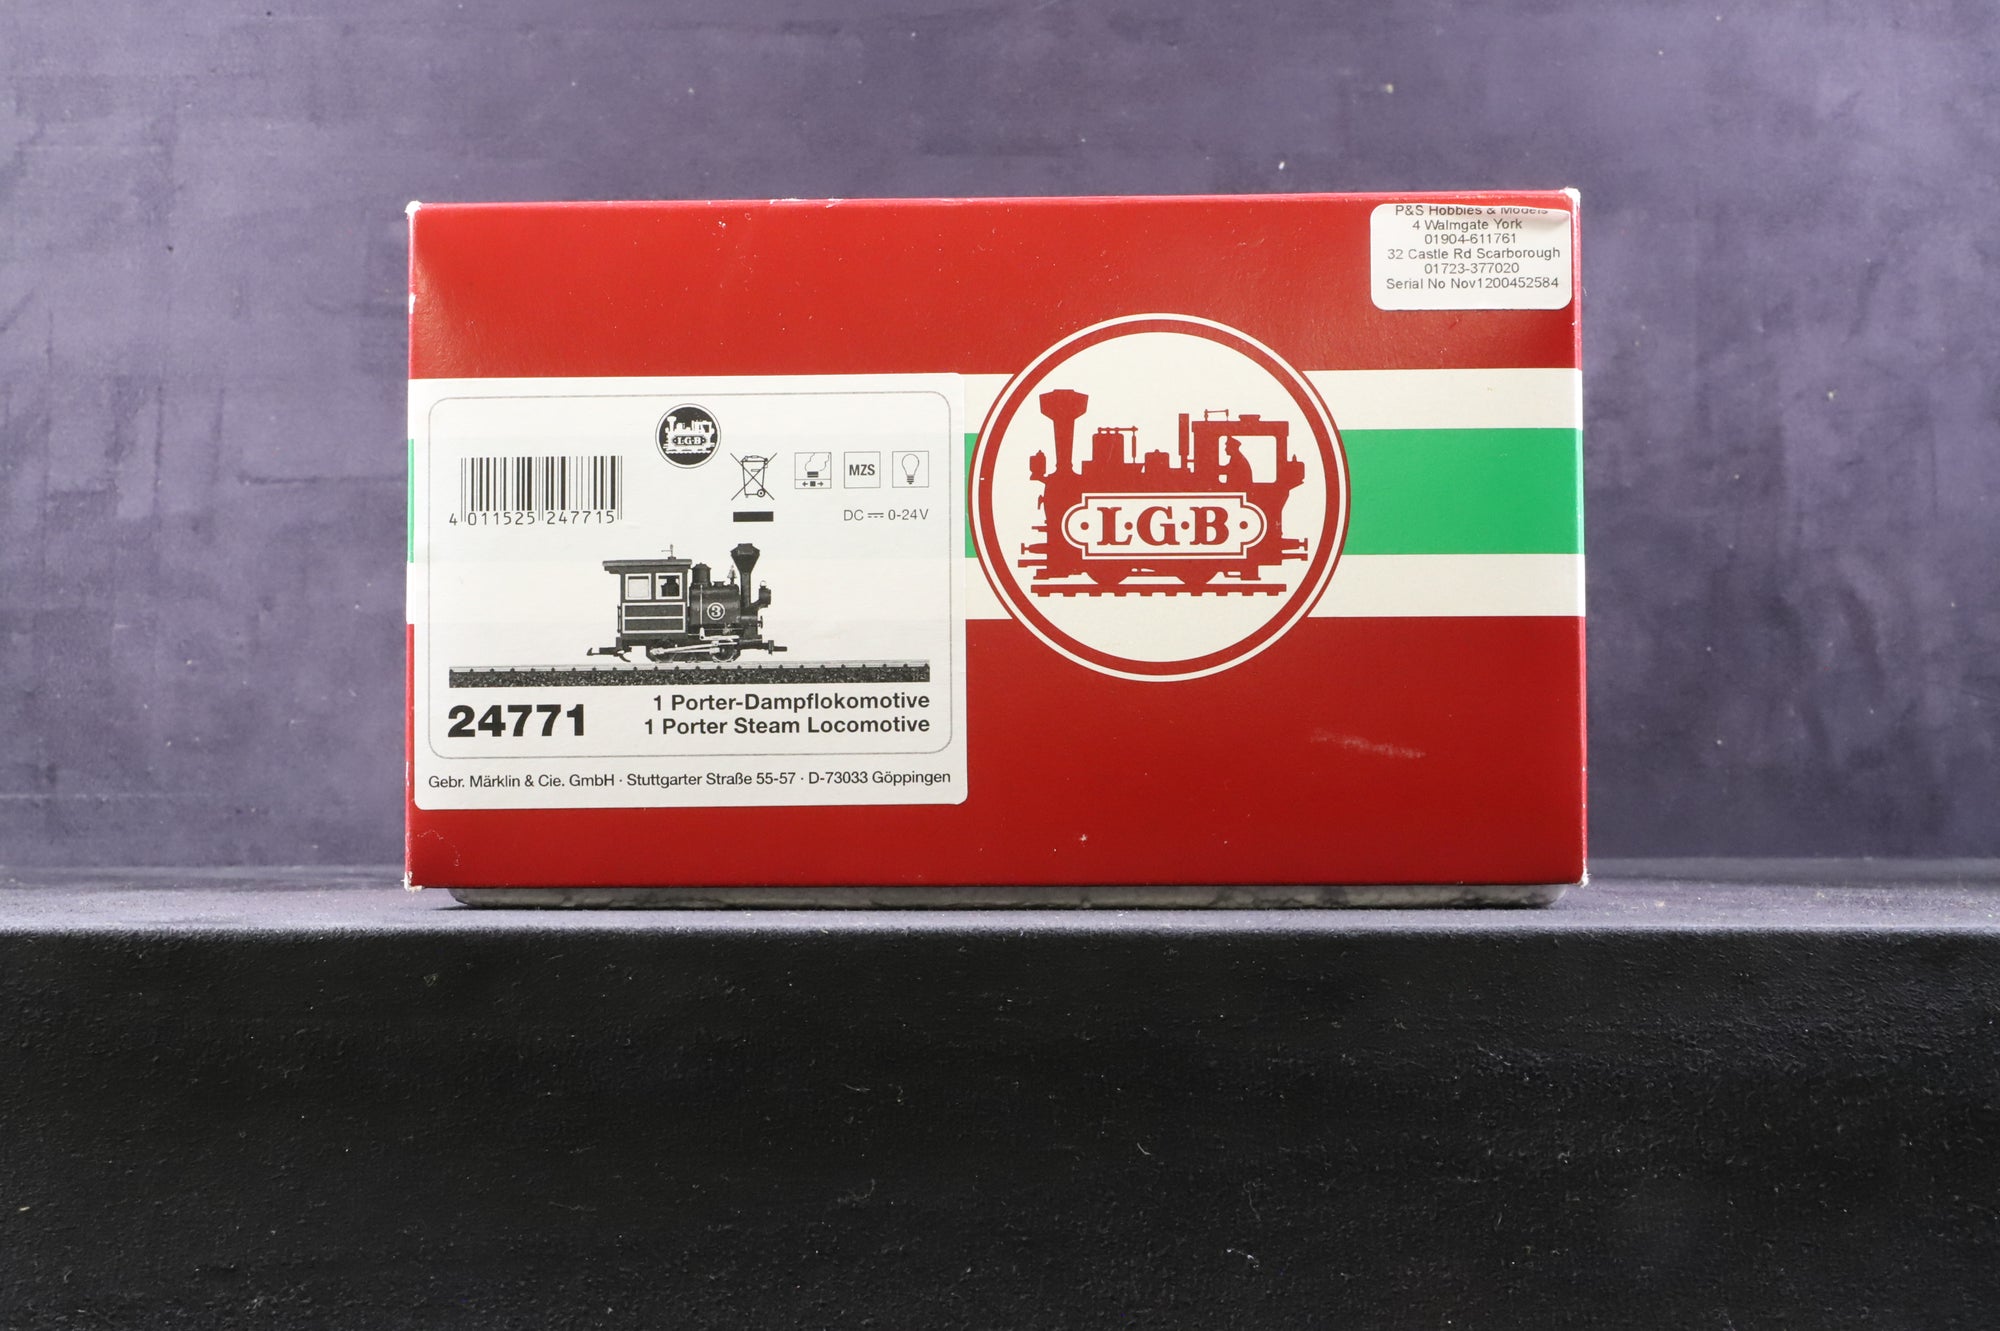 P&S Hobbies & Models
4 Walmgate York
01904-611761
32 Castle Rd Scarborough
01723-377020
Serial No Nov1200452584
L·G·B
L·G·B
MZS
4 011525 247715
DC 0-24V
3
1 Porter-Dampflokomotive
24771
1 Porter Steam Locomotive
Gebr. Märklin & Cie. GmbH · Stuttgarter Straße 55-57 · D-73033 Göppingen